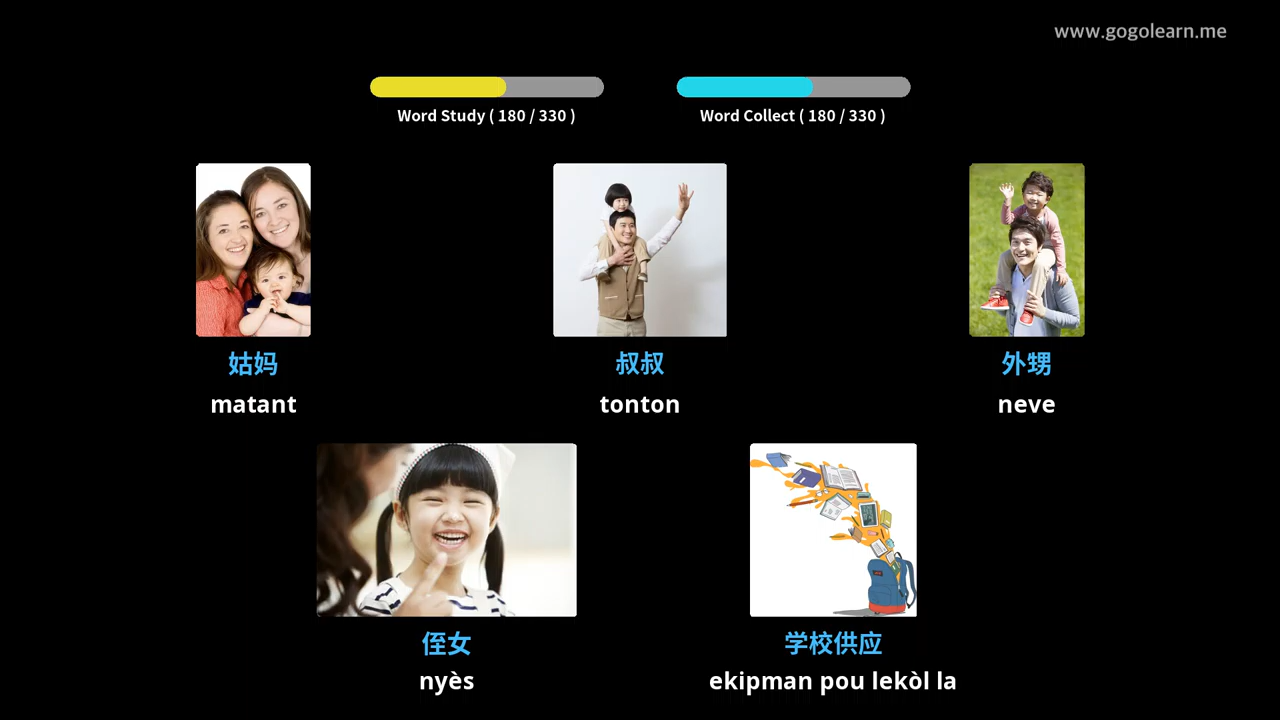 www.gogolearn.me
Word Study ( 180 / 330 )
Word Collect ( 180 / 330 )
姑妈
matant
叔叔
tonton
外甥
neve
侄女
nyès
学校供应
ekipman pou lekòl la